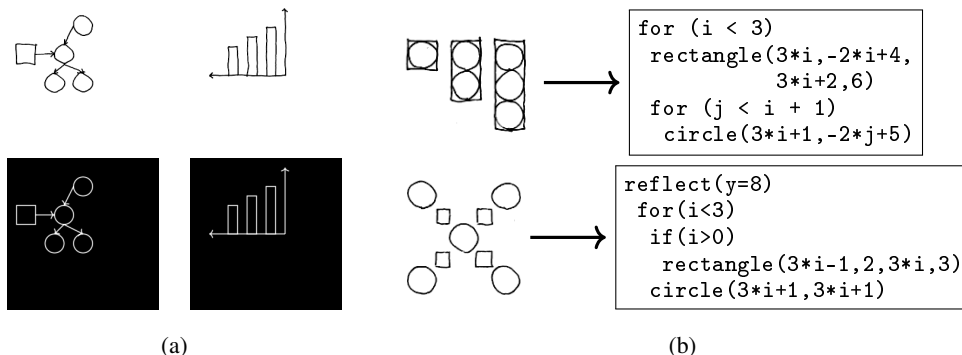 for (i < 3)
rectangle(3*i,-2*i+4,
3*i+2,6)
for (j < i + 1)
circle(3*i+1,-2*j+5)
reflect(y=8)
for(i<3)
if(i>0)
rectangle(3*i-1,2,3*i,3)
circle(3*i+1,3*i+1)
(a)
(b)